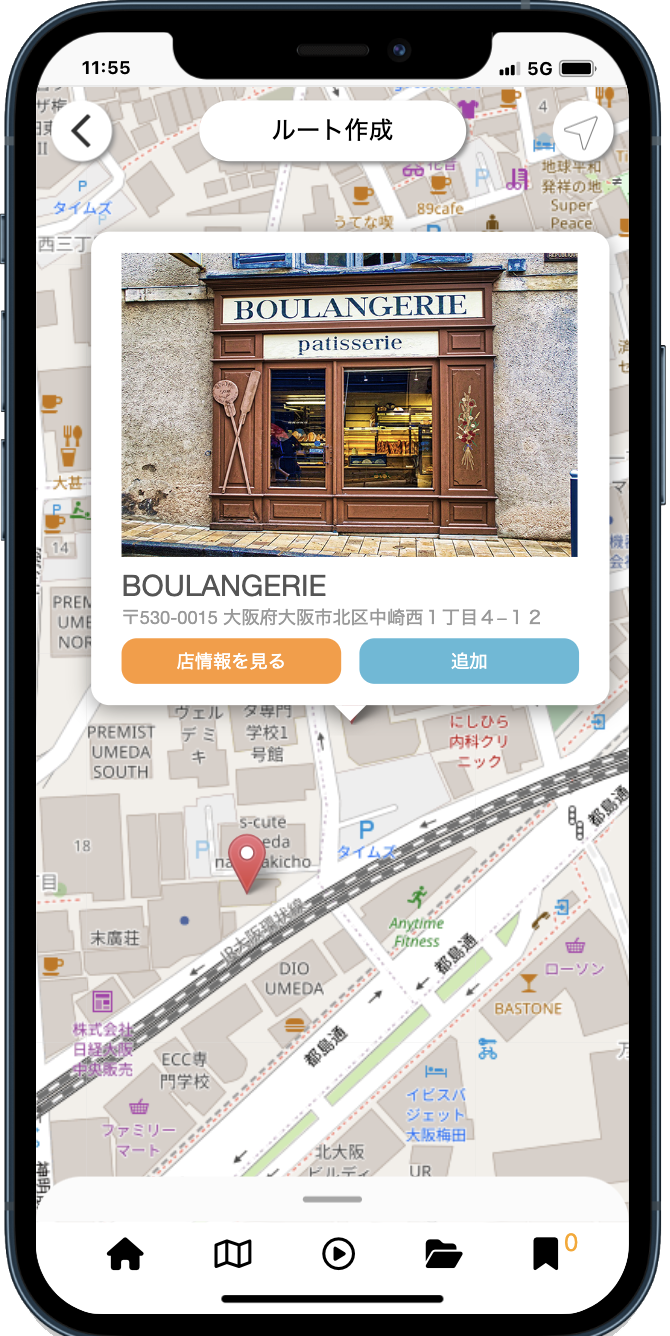 11:55
5G
ルート作成
4
地球平和
発祥の地
Super
Peace
P
タイムズ
P
P
花音
うてな喫
89cafe
P
西三丁
BOULANGERIE
patisserie
大甚
P
14
PREM
UME
NOR
BOULANGERIE
〒530-0015 大阪府大阪市北区中崎西１丁目４−１２
店情報を見る
追加
ヴェル
デミ
キ
タ専門
学校1
号館
PREMIST
UMEDA
SOUTH
にしひら
内科クリ
ニック
18
s-cute
P
P
タイムズ
都島通
目
JR大阪環状線
末廣荘
Anytime
Fitness
都島通
ローソン
DIO
UMEDA
BASTONE
株式会社
日経大阪
中央販売
都島通
ECC専
門学校
イビスバ
ジェット
大阪梅田
ファミリー
マート
北大阪
ビルディ
UR
0